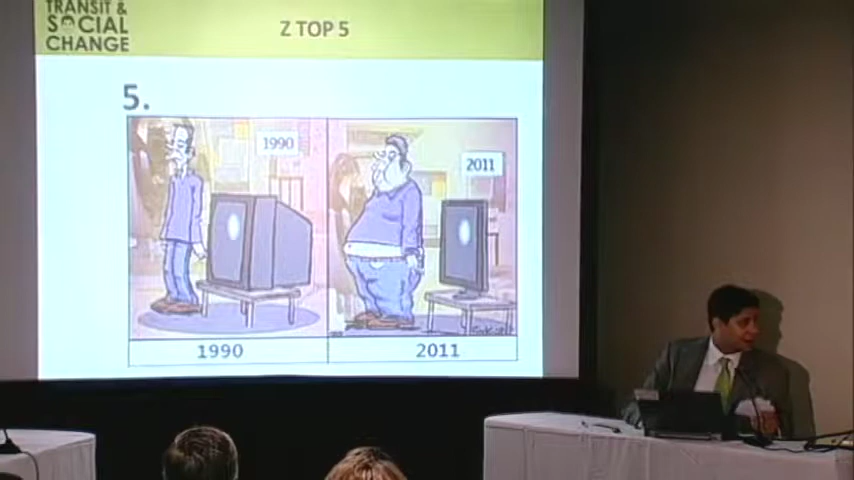 TRANSIT &
SOCIAL
CHANGE
Z TOP 5
5.
1990
2011
1990
2011